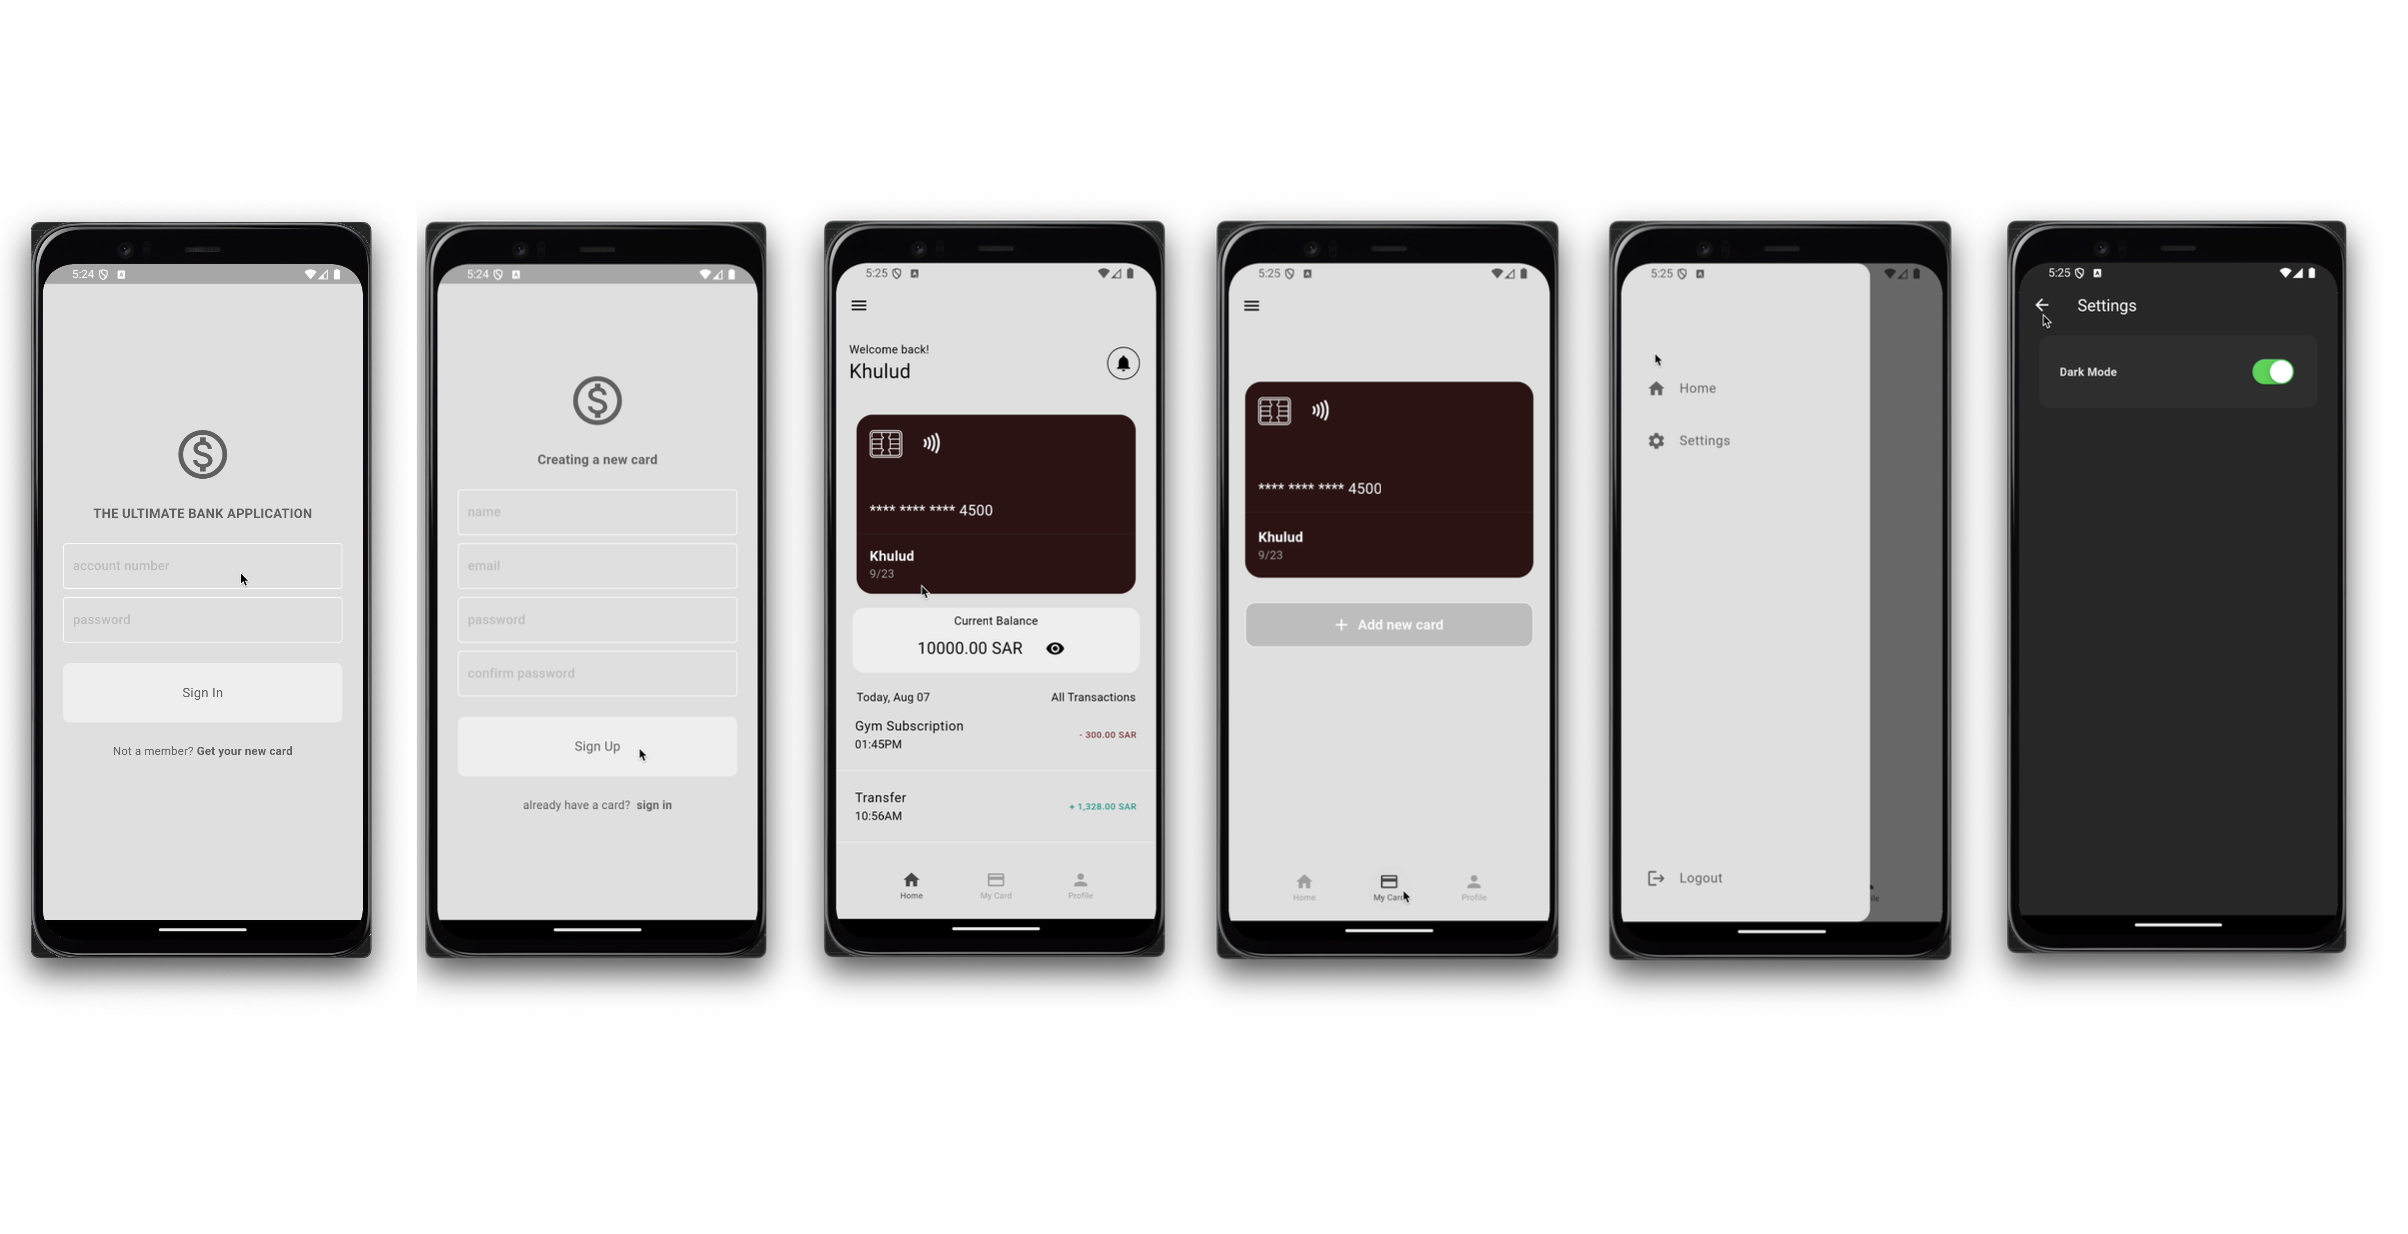 5:24
THE ULTIMATE BANK APPLICATION
account number
password
Sign In
Not a member? Get your new card
5:24
Creating a new card
name
email
password
confirm password
Sign Up
already have a card? sign in
5:25
Welcome back!
Khulud
**** **** **** 4500
Khulud
9/23
Current Balance
10000.00 SAR
Today, Aug 07 All Transactions
Gym Subscription
- 300.00 SAR
01:45PM
Transfer
+ 1,328.00 SAR
10:56AM
Home My Card Profile
5:25
**** **** **** 4500
Khulud
9/23
+ Add new card
Home My Card Profile
5:25
Home
Settings
Logout
5:25
Settings
Dark Mode